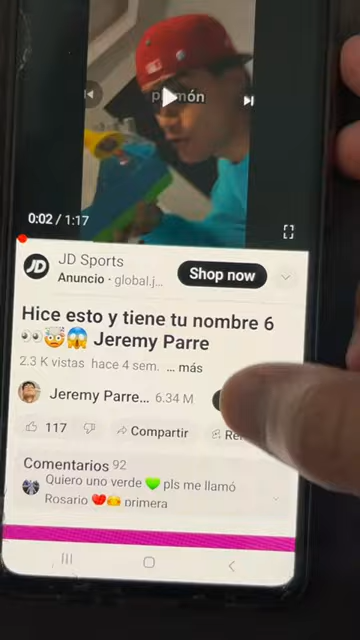 0:02 / 1:17
JD
JD Sports
Anuncio · global.j...
Shop now
Hice esto y tiene tu nombre 6
👀🤯😱 Jeremy Parre
2.3 K vistas hace 4 sem. ... más
Jeremy Parre... 6.34 M
117
Compartir
Comentarios 92
Quiero uno verde 💚 pls me llamó
Rosario ❤️🤗 primera